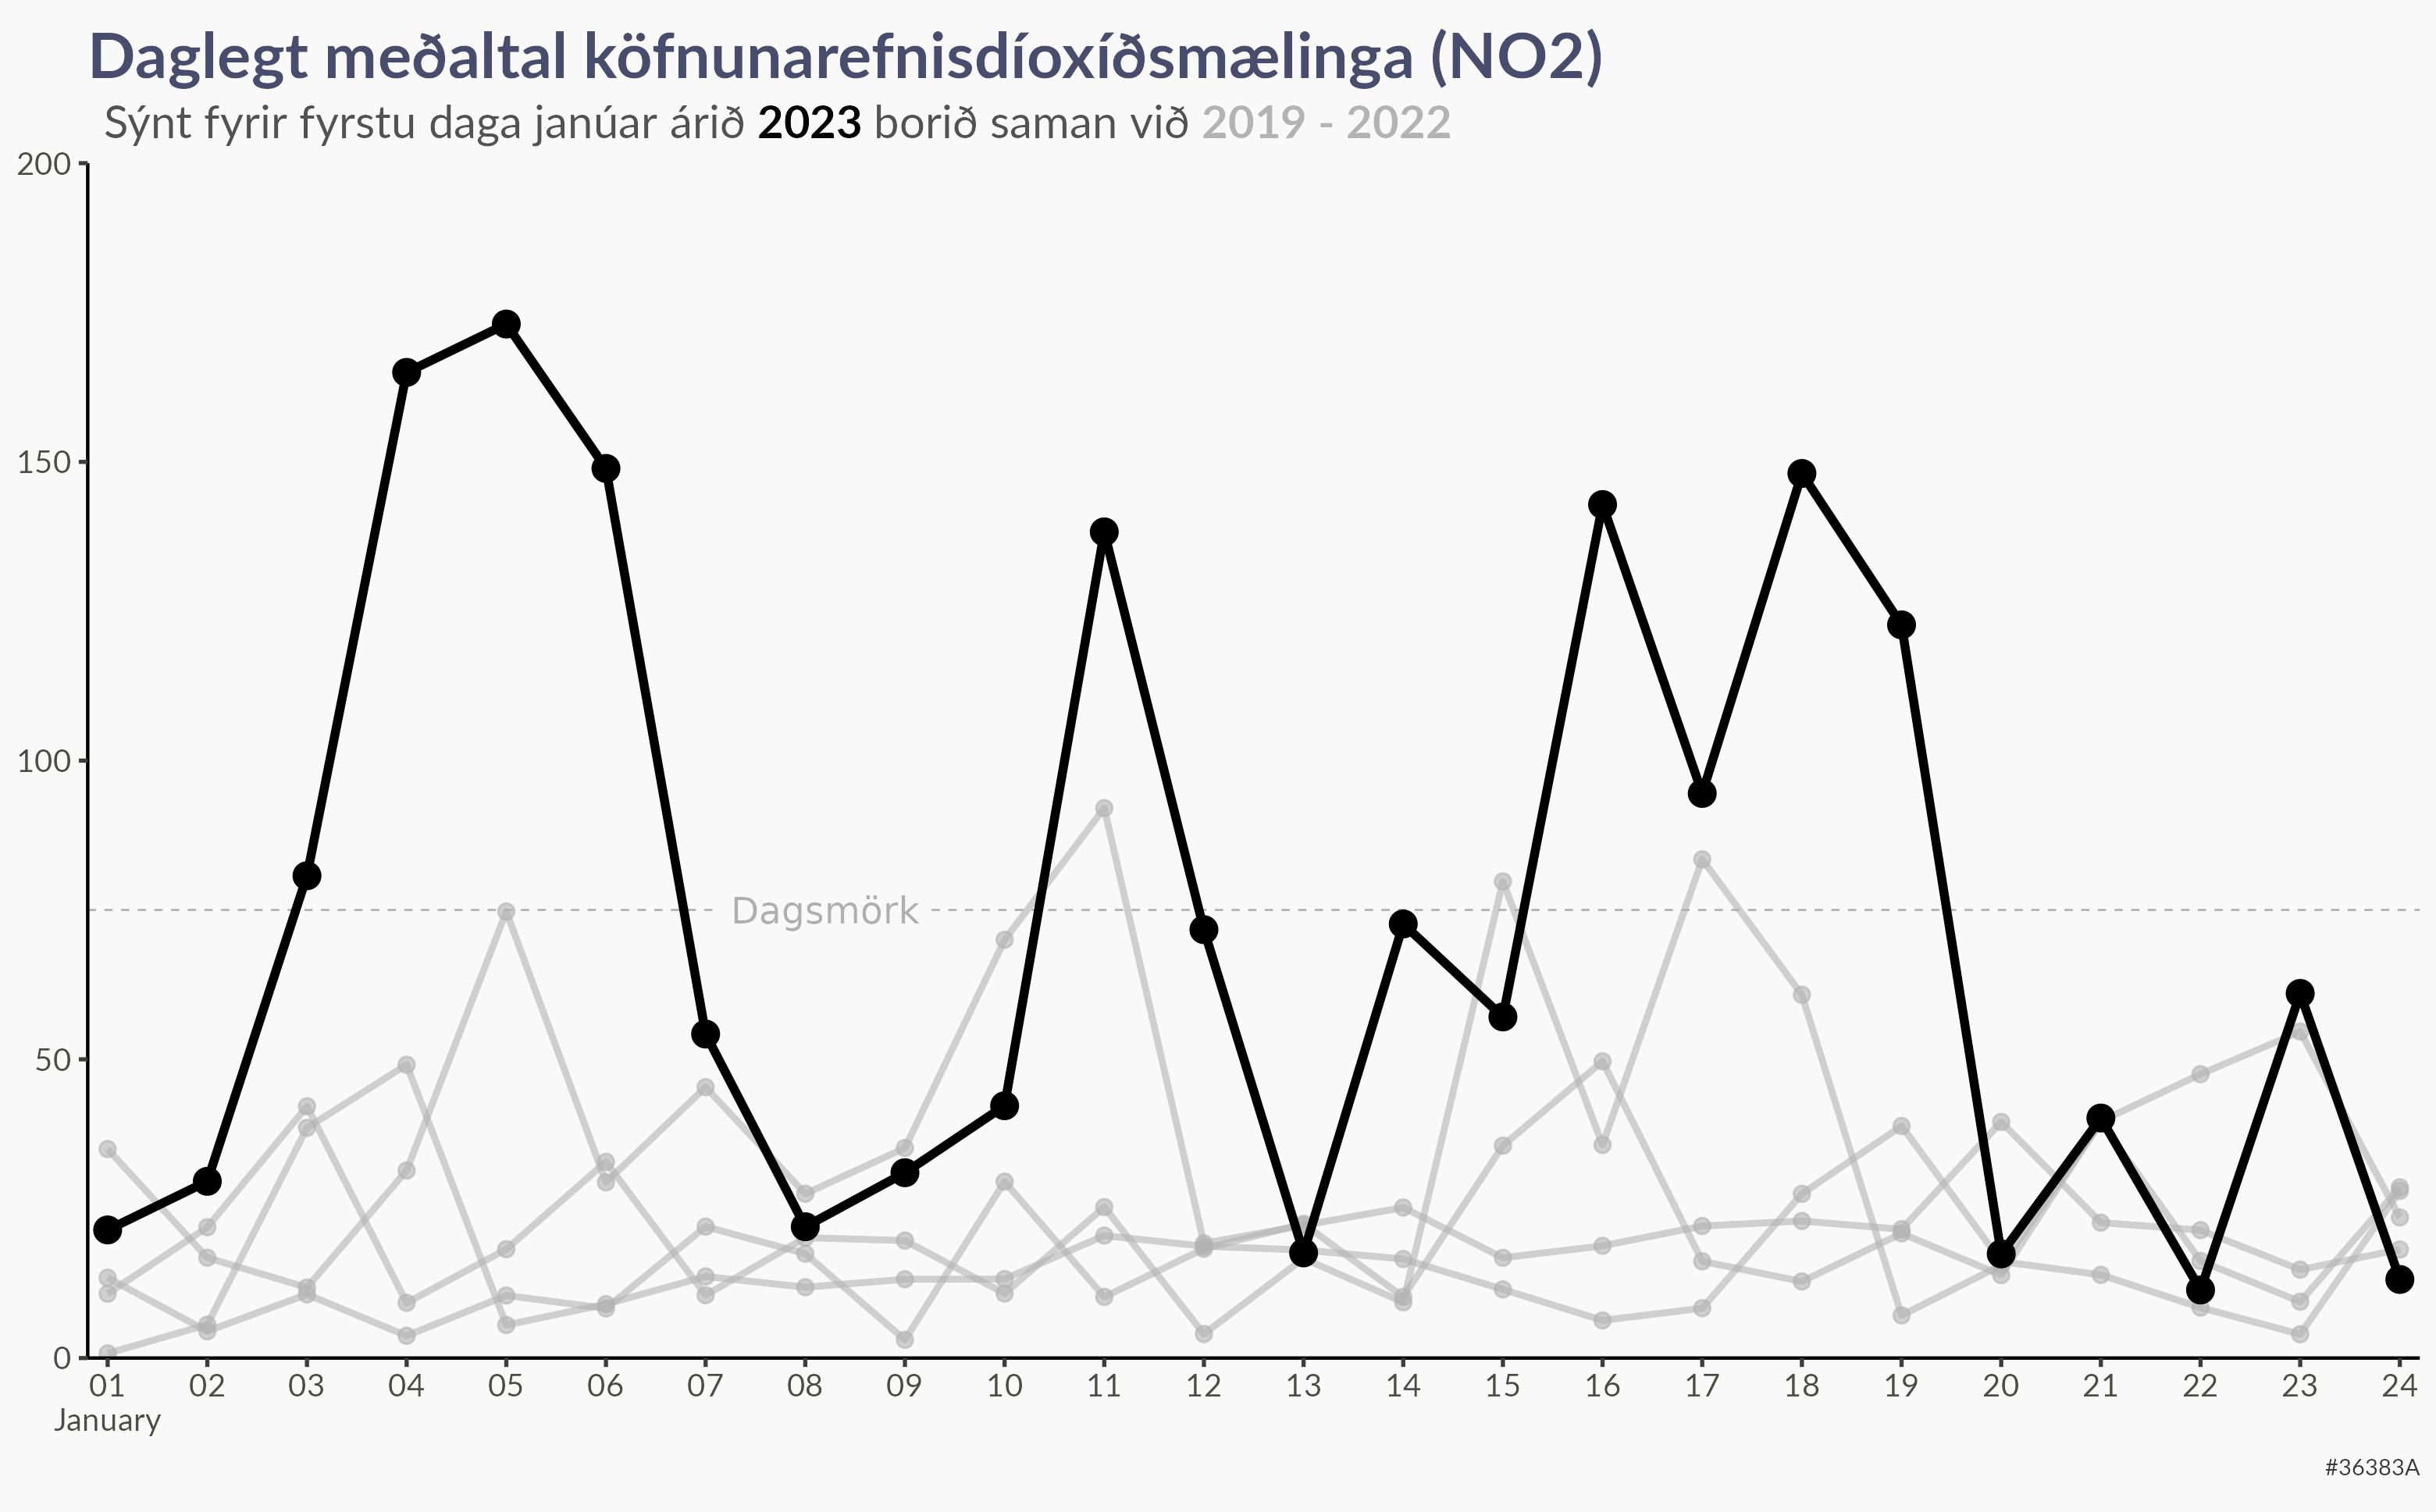 Daglegt meðaltal köfnunarefnisdíoxíðsmælinga (NO2)
Sýnt fyrir fyrstu daga janúar árið 2023 borið saman við 2019 - 2022
200
150
100
Dagsmörk
50
0
01 02 03 04 05 06 07 08 09 10 11 12 13 14 15 16 17 18 19 20 21 22 23 24
January
#36383A